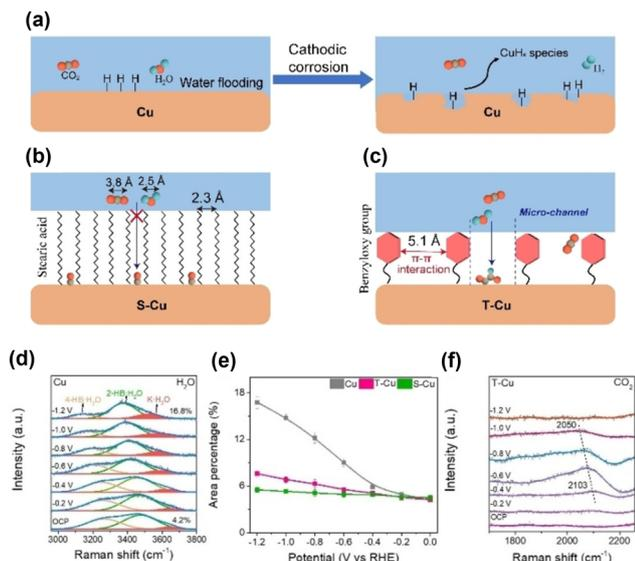 (a)
CO₂
H H H
H₂O
Water flooding
Cu
Cathodic
corrosion
CuHₓ species
H₂
H
H
H
H H
Cu
(b)
3.8 Å
2.5 Å
2.3 Å
Stearic acid
S-Cu
(c)
Micro-channel
5.1 Å
π-π
interaction
Benzyloxy group
T-Cu
(d)
Cu
H₂O
2-HB·H₂O
4-HB·H₂O
K·H₂O
-1.2 V
16.8%
-1.0 V
-0.8 V
-0.6 V
-0.4 V
-0.2 V
OCP
4.2%
Intensity (a.u.)
3000 3200 3400 3600 3800
Raman shift (cm⁻¹)
(e)
Cu T-Cu S-Cu
18
12
6
0
Area percentage (%)
-1.2 -1.0 -0.8 -0.6 -0.4 -0.2 0.0
Potential (V vs RHE)
(f)
T-Cu
CO₂
-1.2 V
-1.0 V
2050
-0.8 V
-0.6 V
2103
-0.4 V
-0.2 V
OCP
Intensity (a.u.)
1800 2000 2200
Raman shift (cm⁻¹)